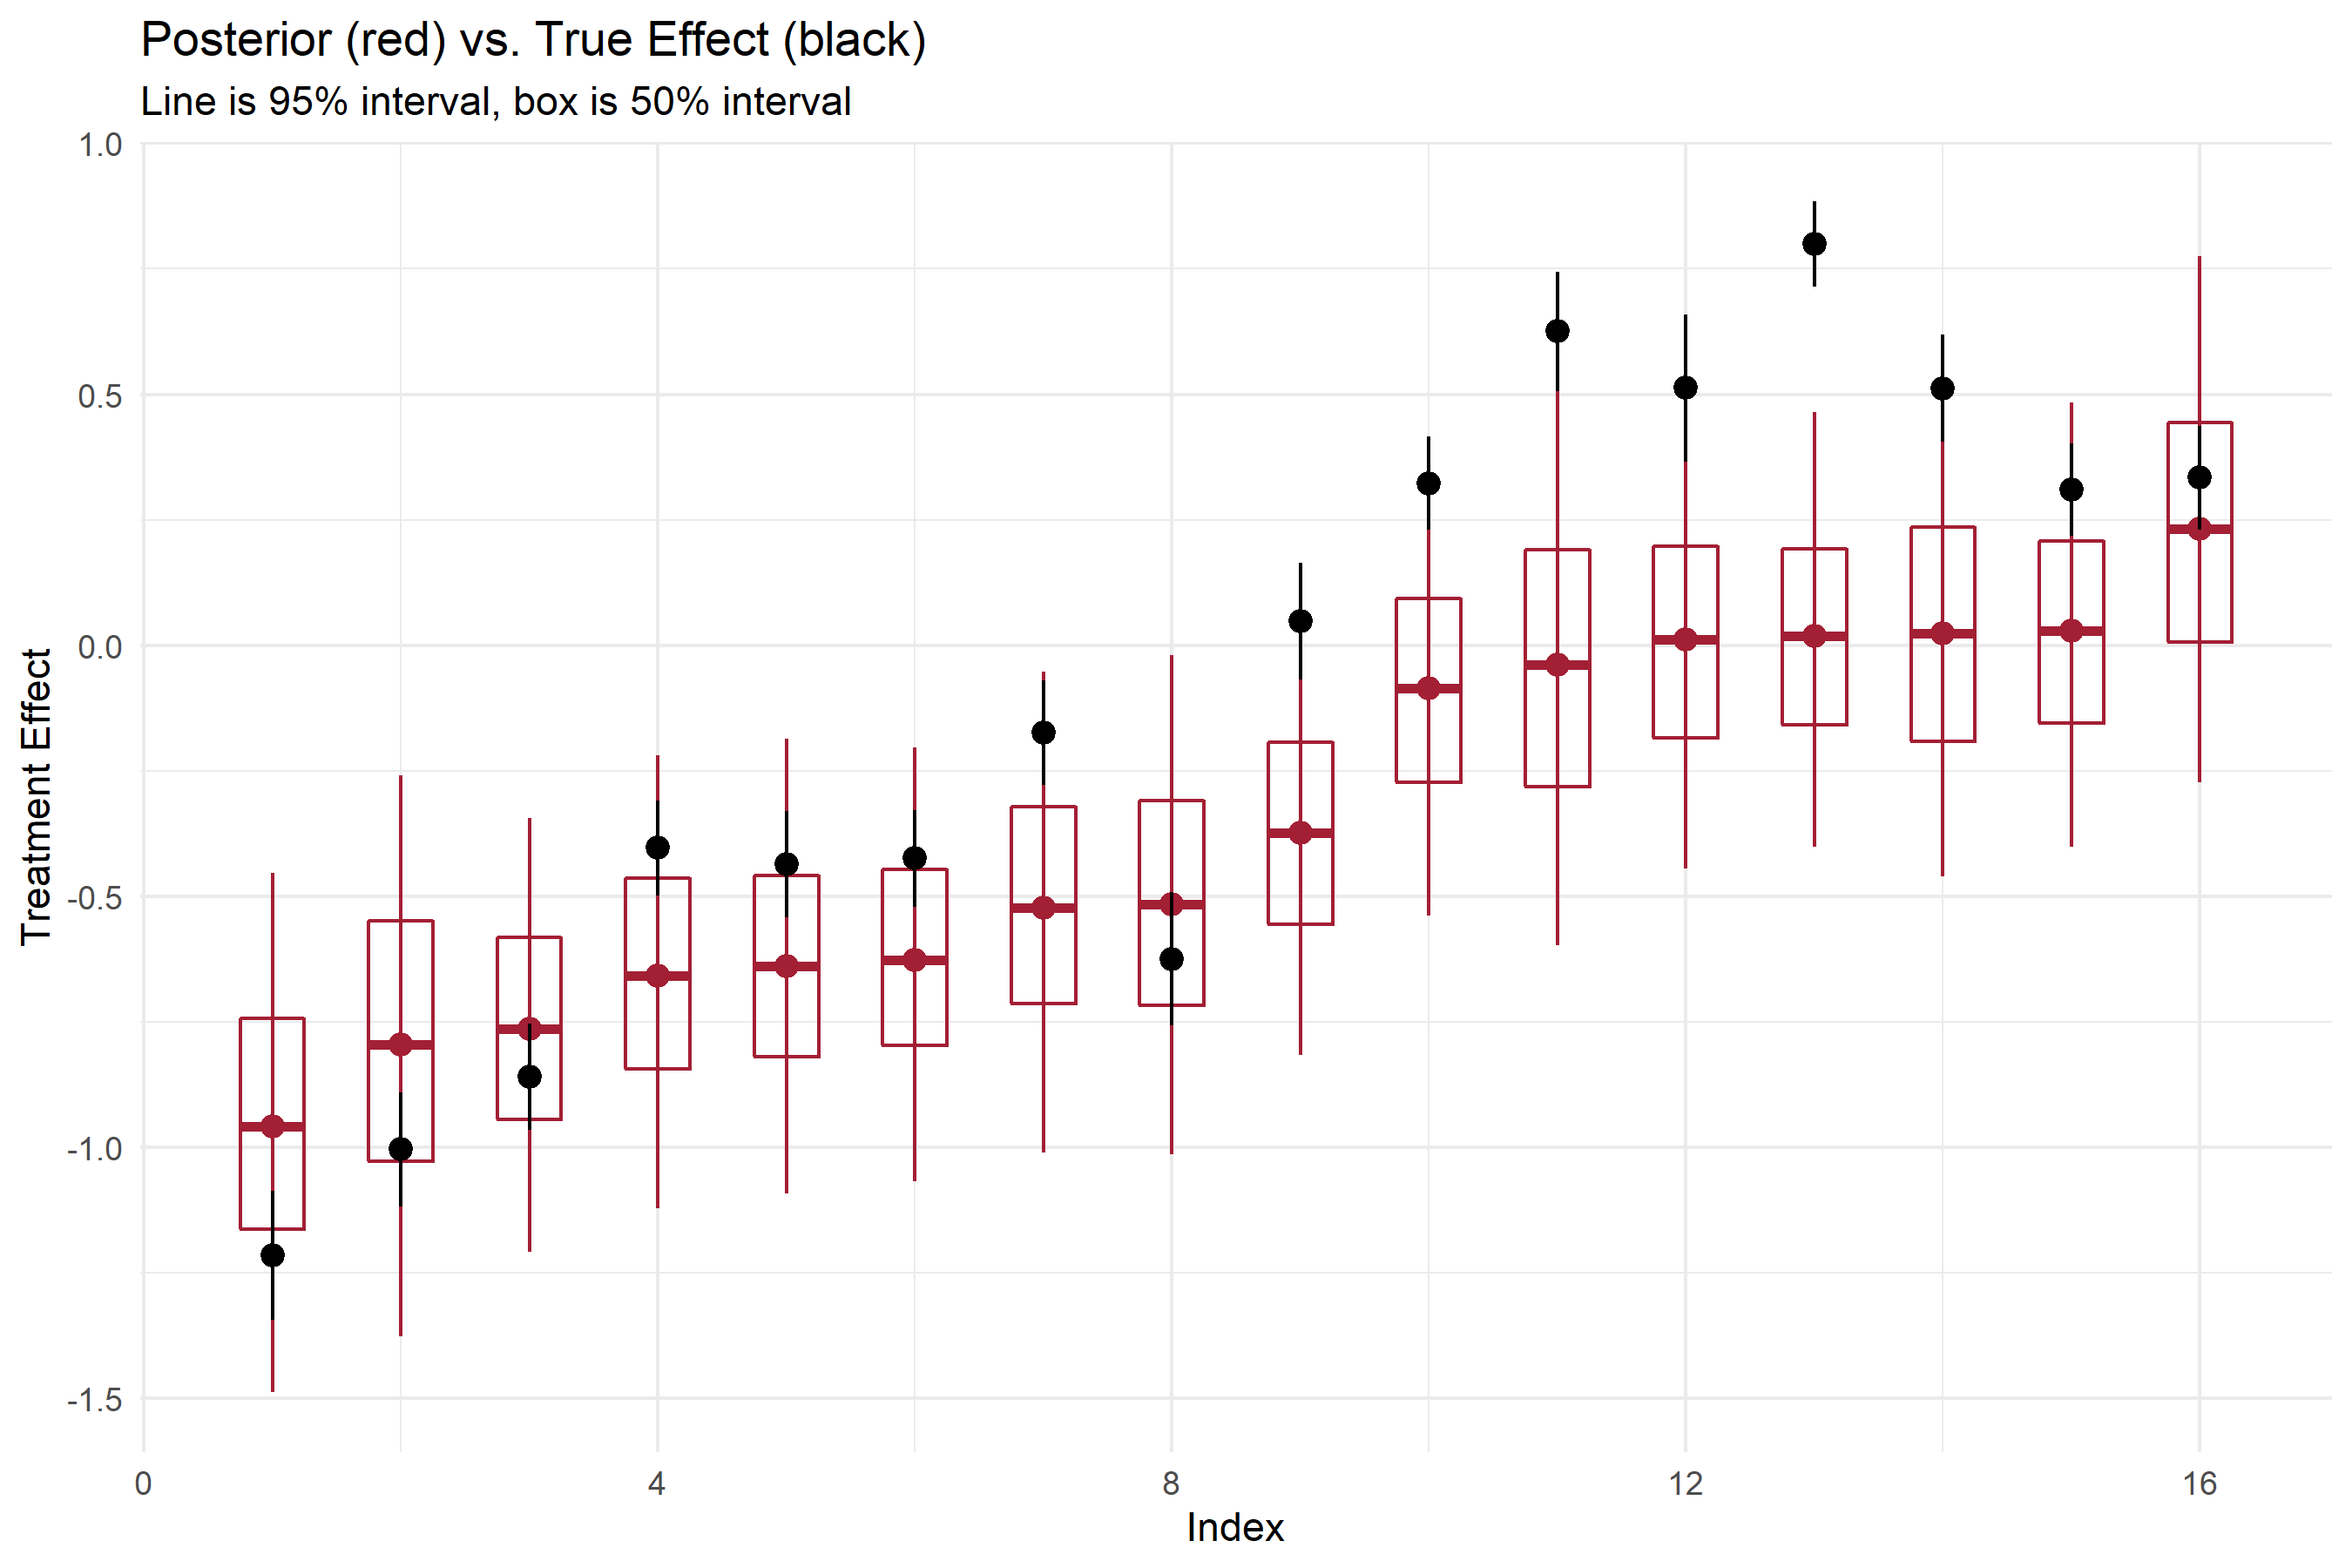 Posterior (red) vs. True Effect (black)
Line is 95% interval, box is 50% interval
1.0
0.5
0.0
-0.5
-1.0
-1.5
Treatment Effect
0 4 8 12 16
Index